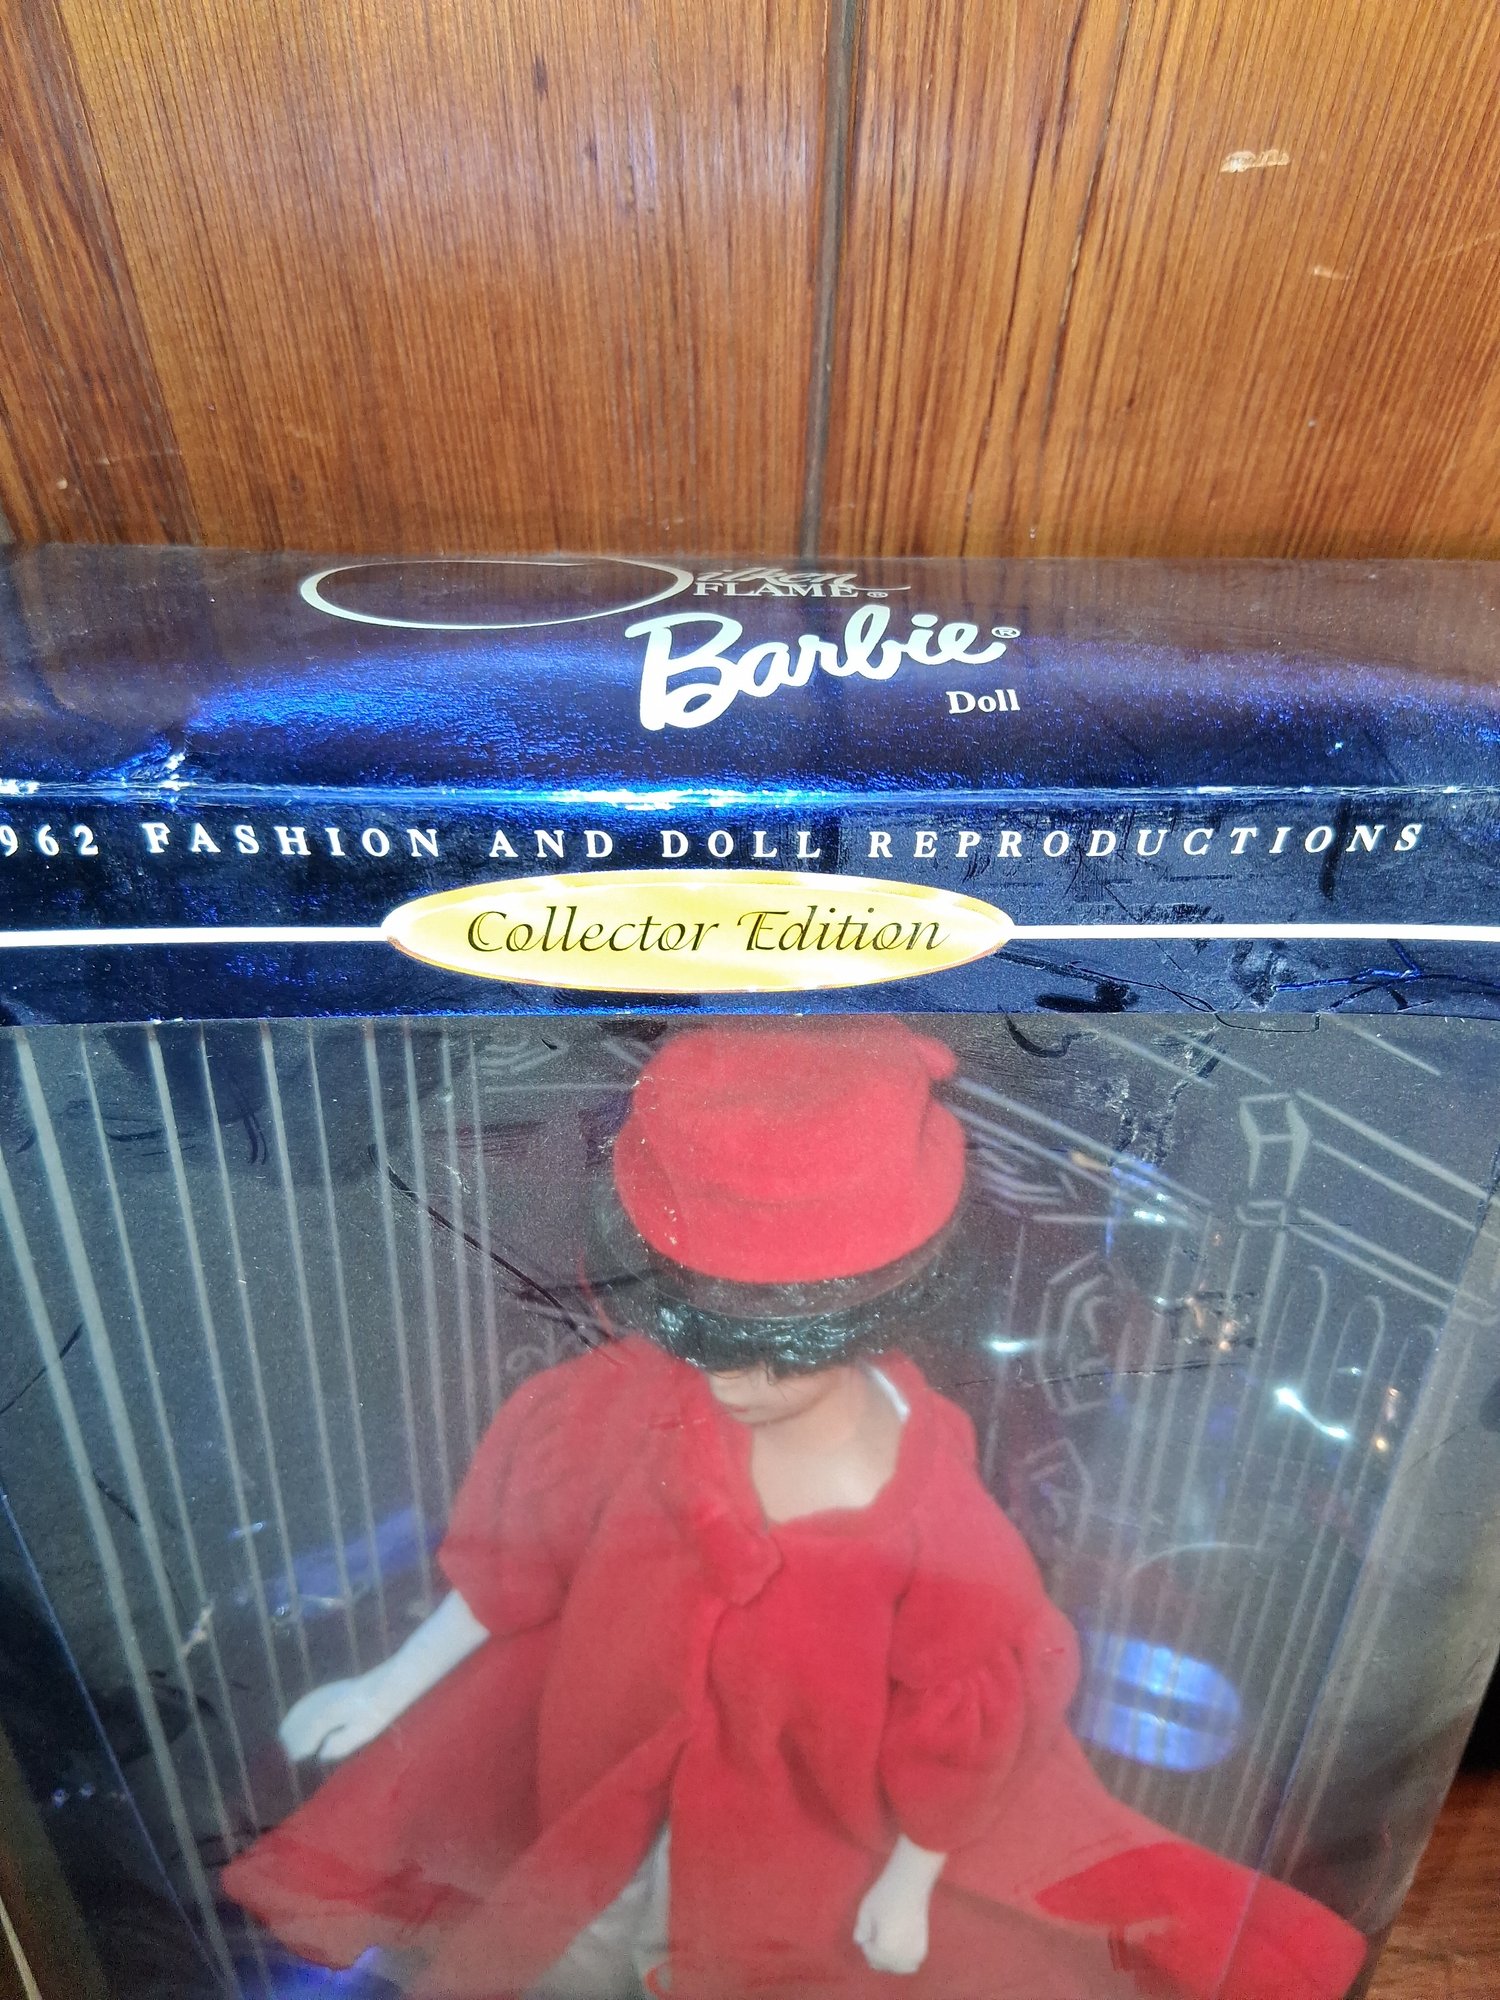 Silken
FLAME®
Barbie®
Doll
962 FASHION AND DOLL REPRODUCTIONS
Collector Edition